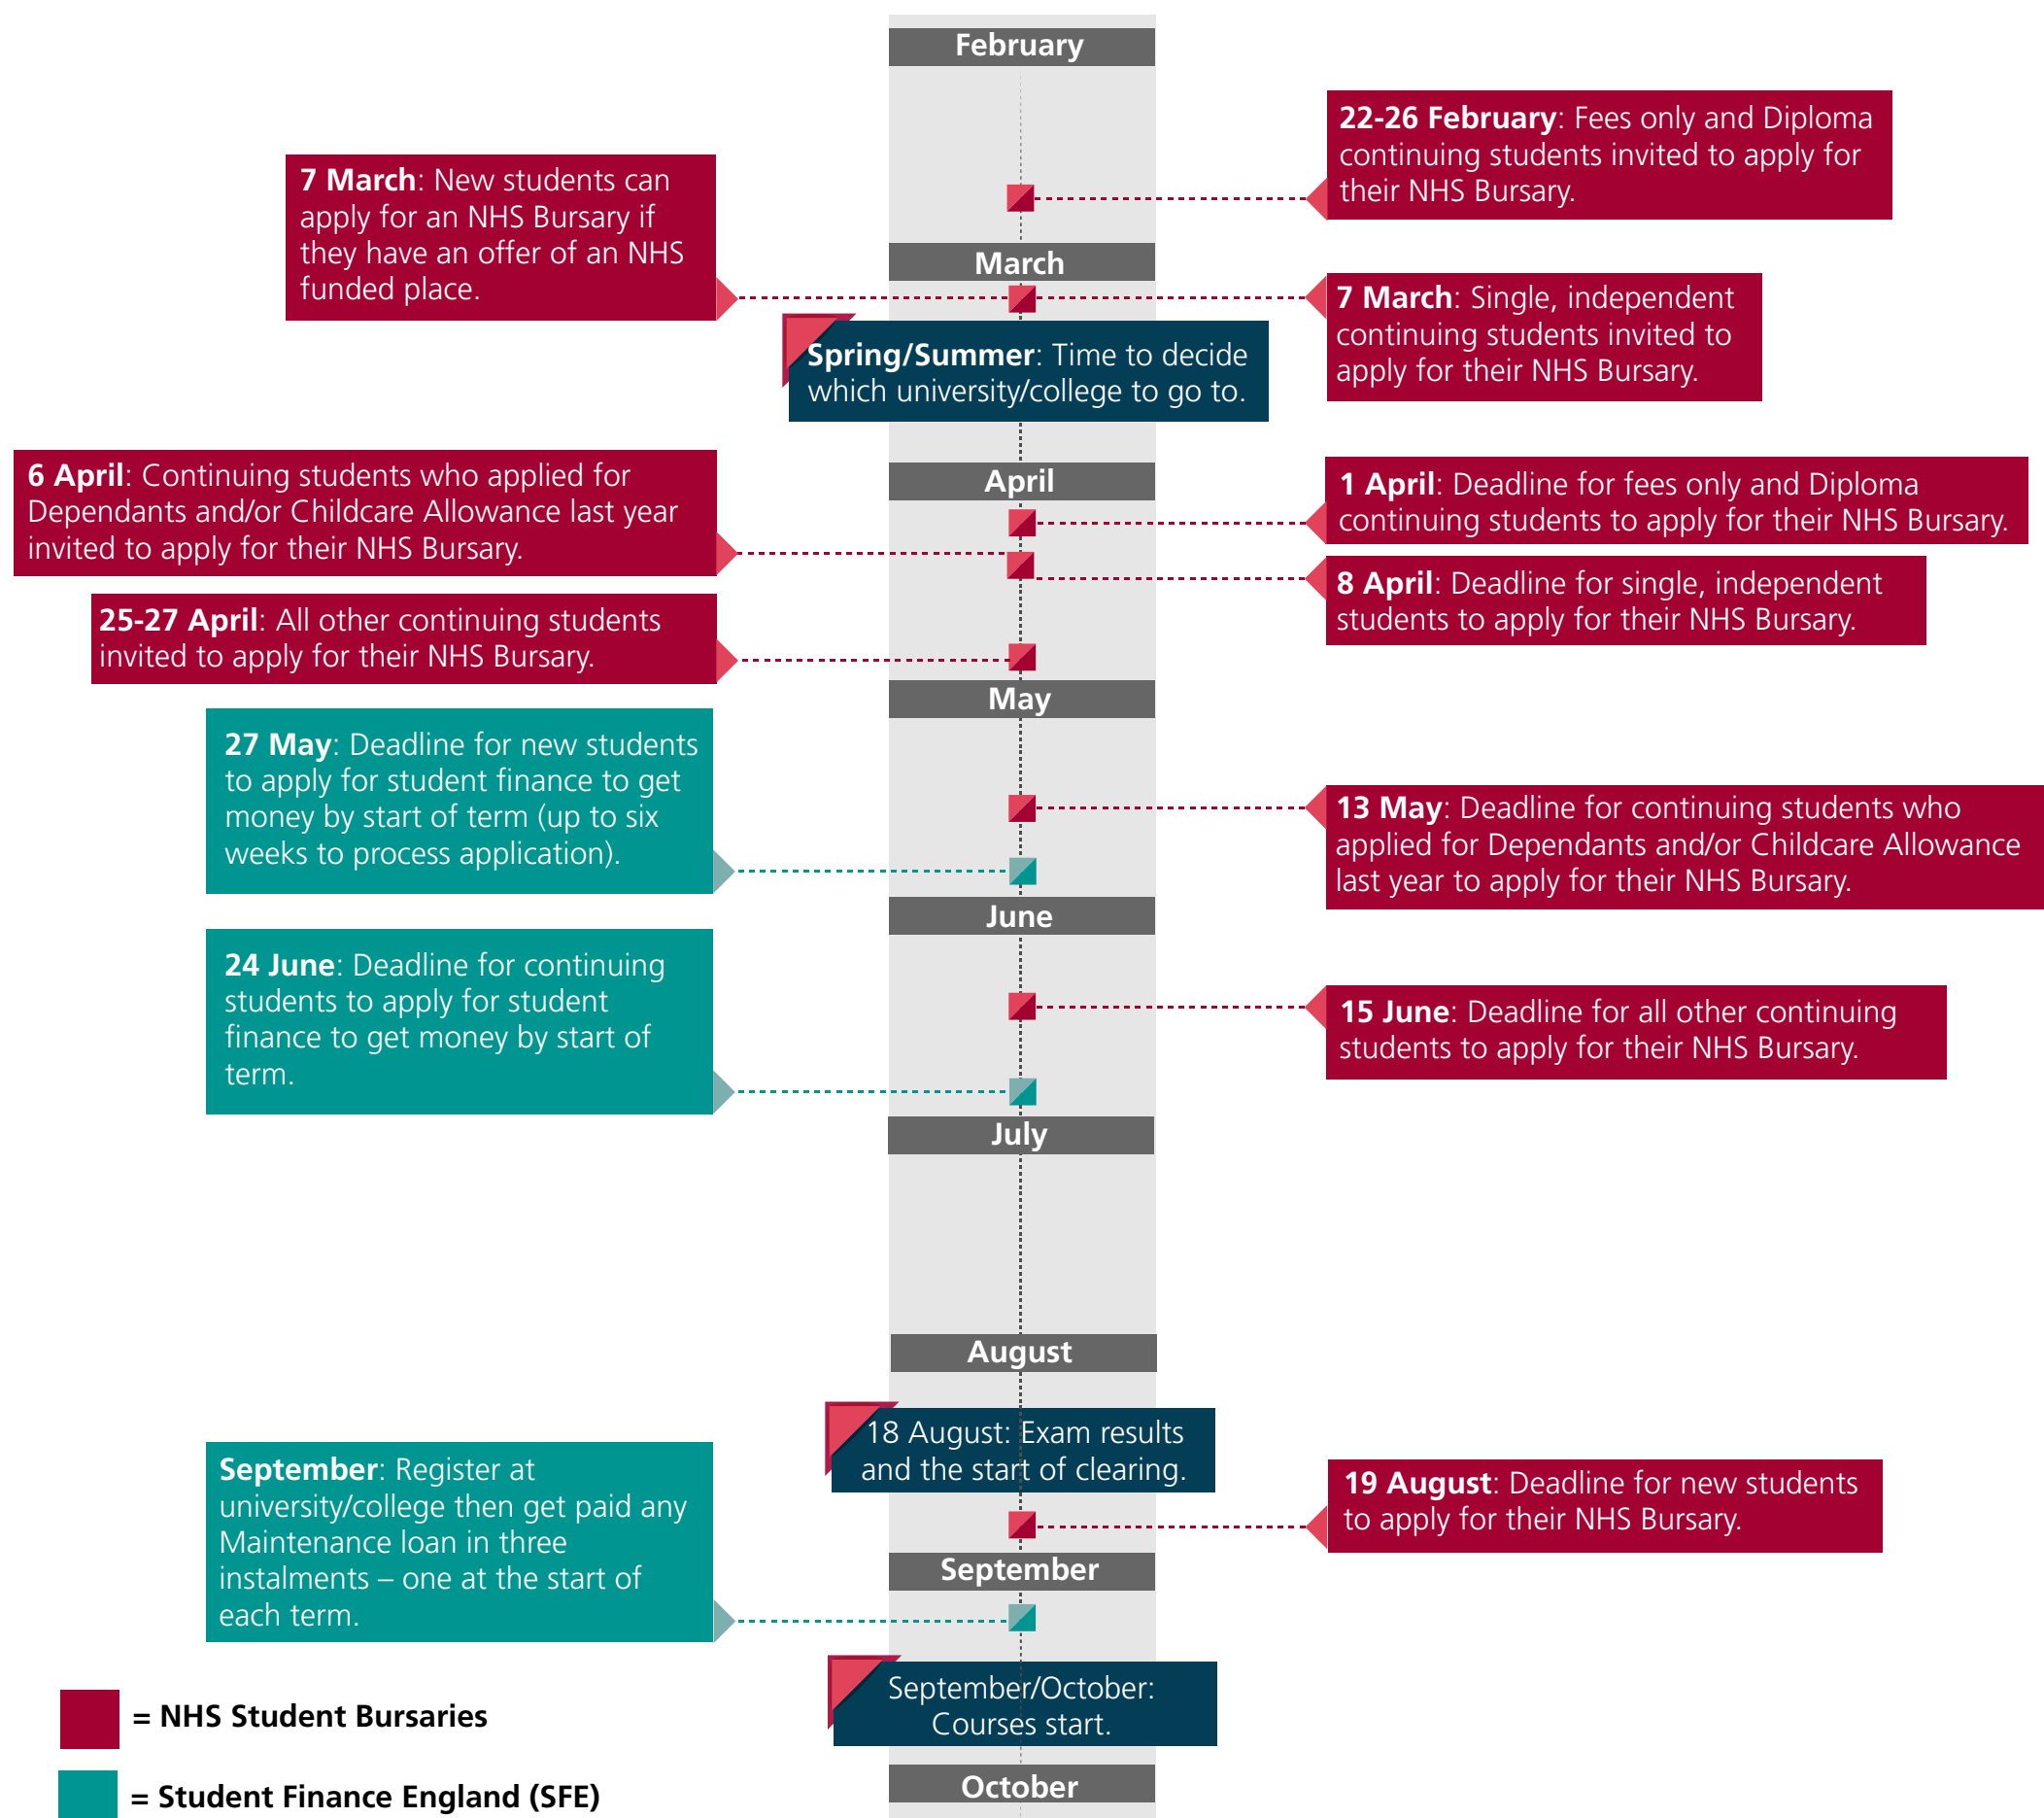 February
22-26 February: Fees only and Diploma
continuing students invited to apply for
their NHS Bursary.
7 March: New students can
apply for an NHS Bursary if
they have an offer of an NHS
funded place.
March
7 March: Single, independent
continuing students invited to
apply for their NHS Bursary.
Spring/Summer: Time to decide
which university/college to go to.
6 April: Continuing students who applied for
Dependants and/or Childcare Allowance last year
invited to apply for their NHS Bursary.
April
1 April: Deadline for fees only and Diploma
continuing students to apply for their NHS Bursary.
8 April: Deadline for single, independent
students to apply for their NHS Bursary.
25-27 April: All other continuing students
invited to apply for their NHS Bursary.
May
27 May: Deadline for new students
to apply for student finance to get
money by start of term (up to six
weeks to process application).
13 May: Deadline for continuing students who
applied for Dependants and/or Childcare Allowance
last year to apply for their NHS Bursary.
June
24 June: Deadline for continuing
students to apply for student
finance to get money by start of
term.
15 June: Deadline for all other continuing
students to apply for their NHS Bursary.
July
August
18 August: Exam results
and the start of clearing.
September: Register at
university/college then get paid any
Maintenance loan in three
instalments – one at the start of
each term.
19 August: Deadline for new students
to apply for their NHS Bursary.
September
September/October:
Courses start.
= NHS Student Bursaries
= Student Finance England (SFE)
October